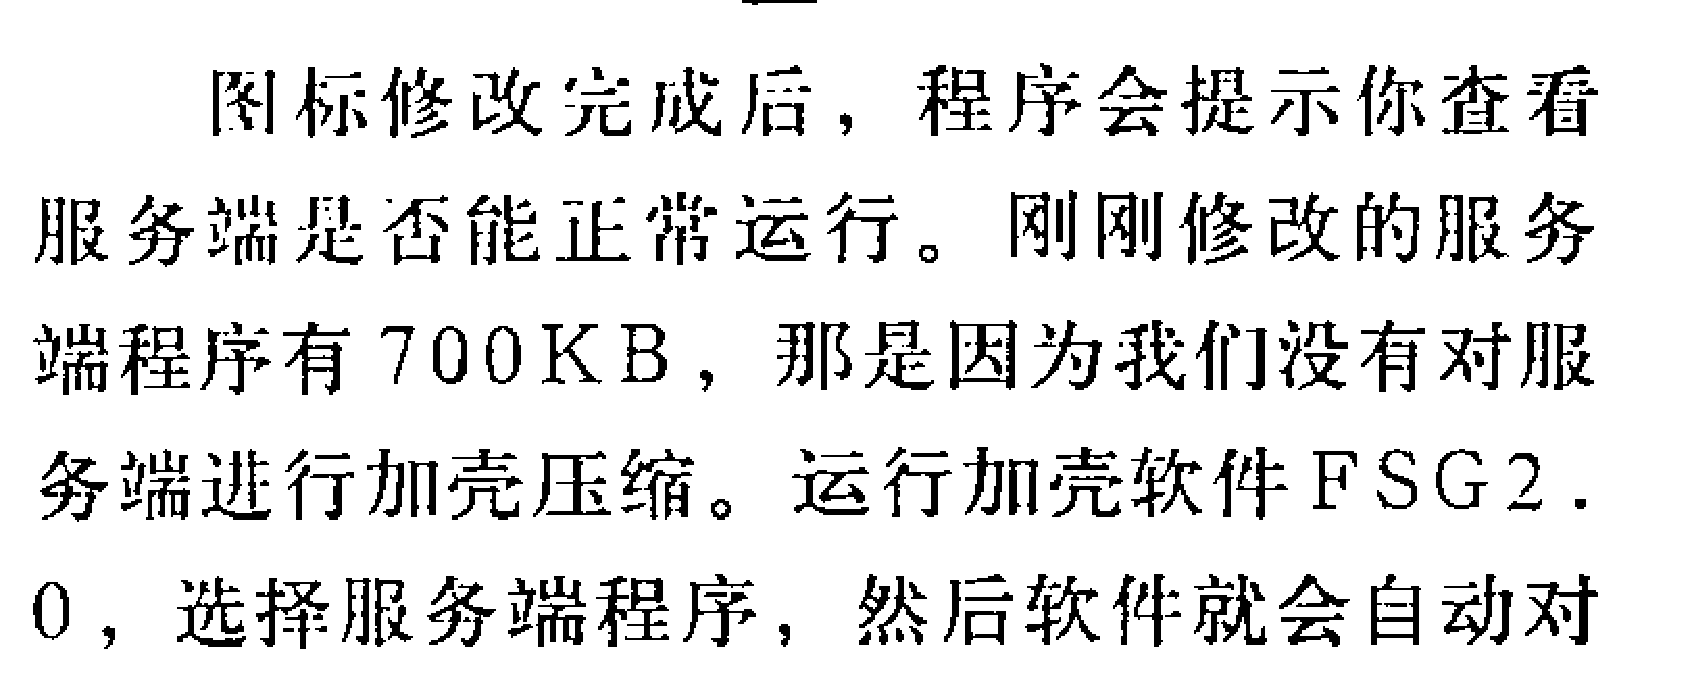 图标修改完成后，程序会提示你查看
服务端是否能正常运行。刚刚修改的服务
端程序有700KB，那是因为我们没有对服
务端进行加壳压缩。运行加壳软件FSG2.
0，选择服务端程序，然后软件就会自动对